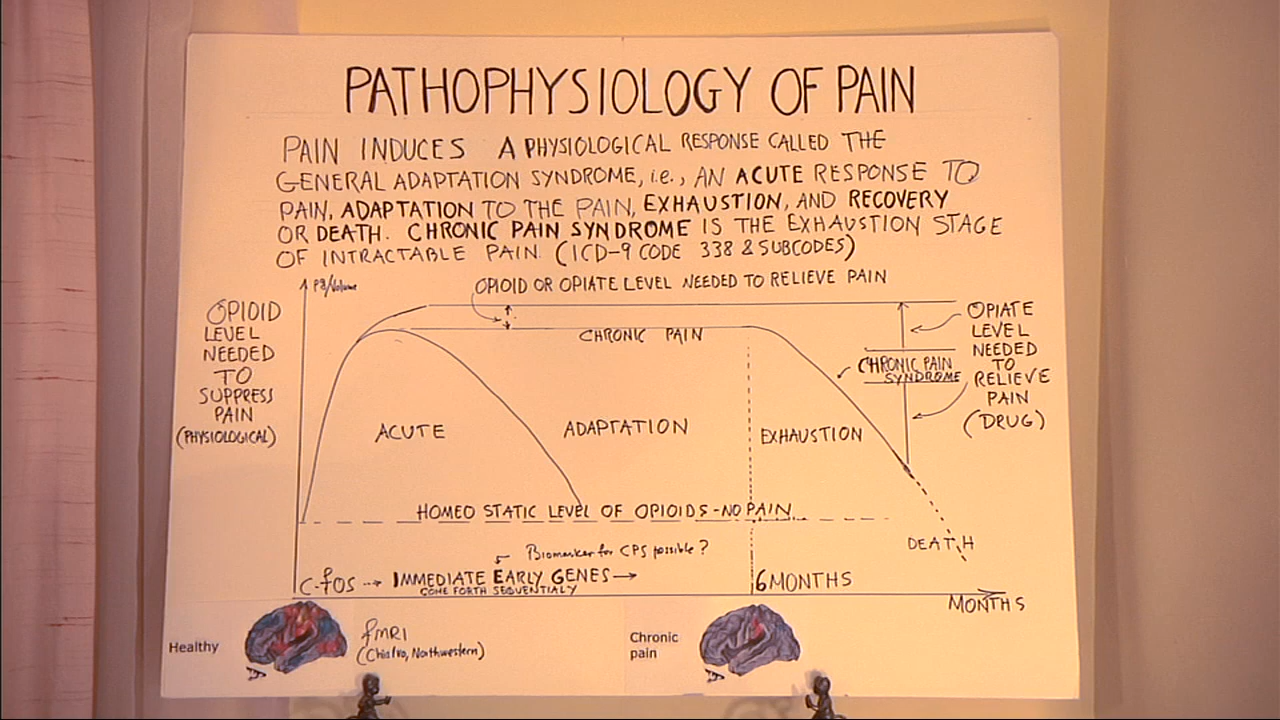 PATHOPHYSIOLOGY OF PAIN
PAIN INDUCES A PHYSIOLOGICAL RESPONSE CALLED THE
GENERAL ADAPTATION SYNDROME, i.e., AN ACUTE RESPONSE TO
PAIN, ADAPTATION TO THE PAIN, EXHAUSTION, AND RECOVERY
OR DEATH. CHRONIC PAIN SYNDROME IS THE EXHAUSTION STAGE
OF INTRACTABLE PAIN. (ICD-9 CODE 338 & SUBCODES)
OPIOID OR OPIATE LEVEL NEEDED TO RELIEVE PAIN
/Volume
OPIOID
LEVEL
NEEDED
TO
SUPPRESS
PAIN
(PHYSIOLOGICAL)
CHRONIC PAIN
OPIATE
LEVEL
NEEDED
TO
RELIEVE
PAIN
(DRUG)
CHRONIC PAIN
SYNDROME
ACUTE
ADAPTATION
EXHAUSTION
HOMEO STATIC LEVEL OF OPIOIDS-NO PAIN
DEATH
Biomarker for CPS possible?
C-fOS → IMMEDIATE EARLY GENES →
COME FORTH SEQUENTIALY
6 MONTHS
MONTHS
Healthy
fMRI
(Chialvo, Northwestern)
Chronic
pain